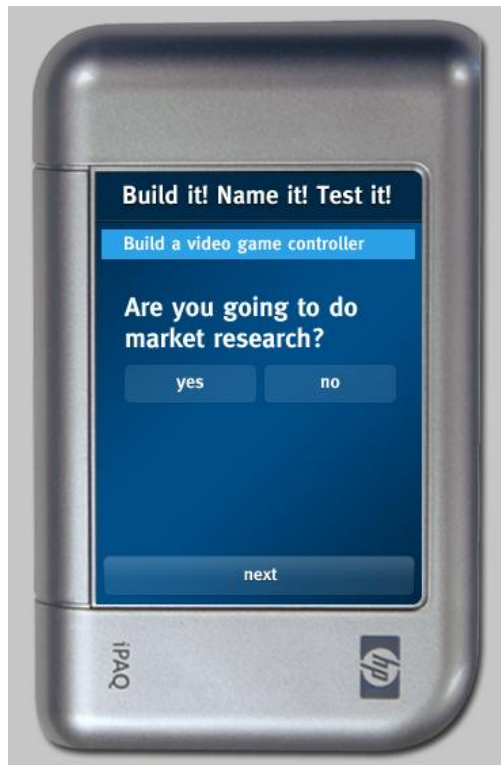 Build it! Name it! Test it!
Build a video game controller
Are you going to do
market research?
yes no
next
iPAQ
hp